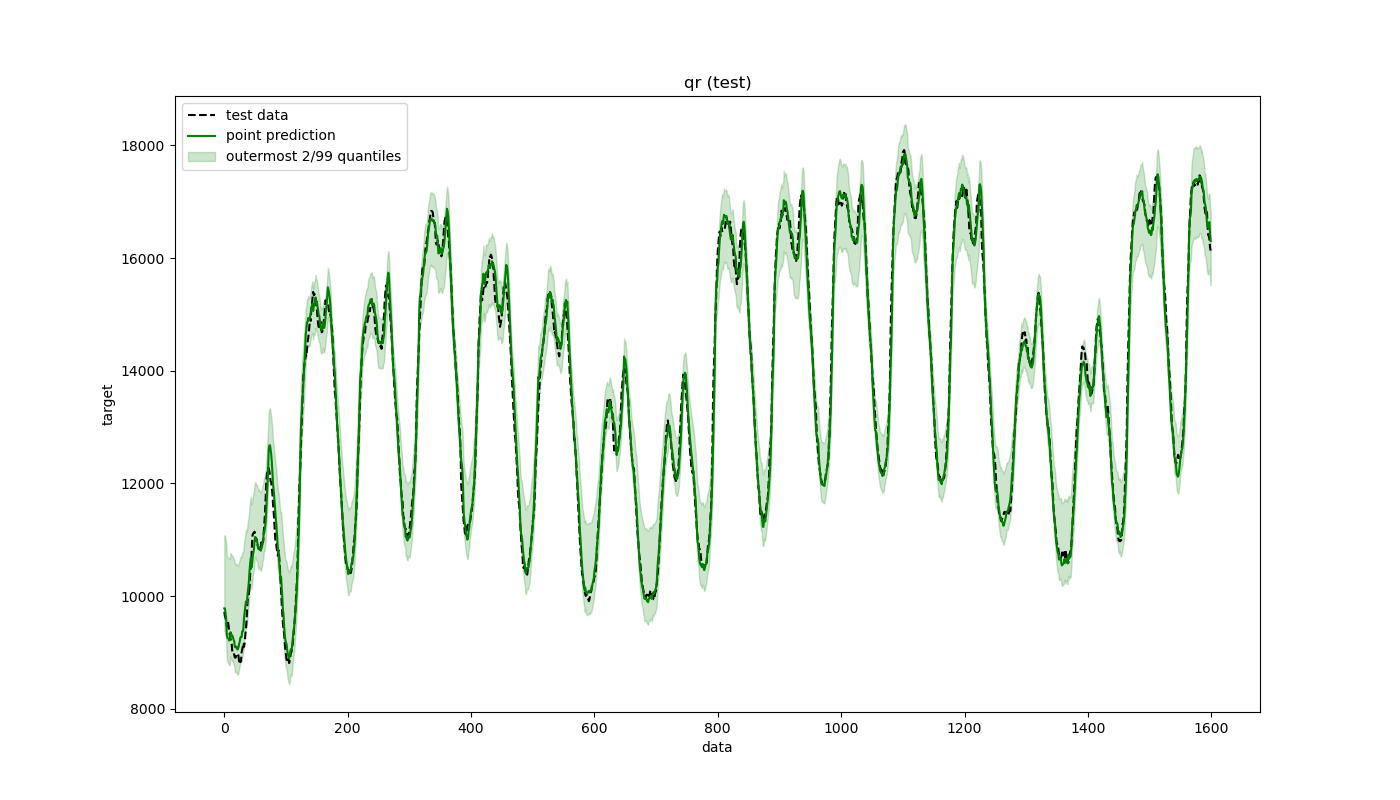 qr (test)
test data
point prediction
outermost 2/99 quantiles
target
18000
16000
14000
12000
10000
8000
0 200 400 600 800 1000 1200 1400 1600
data